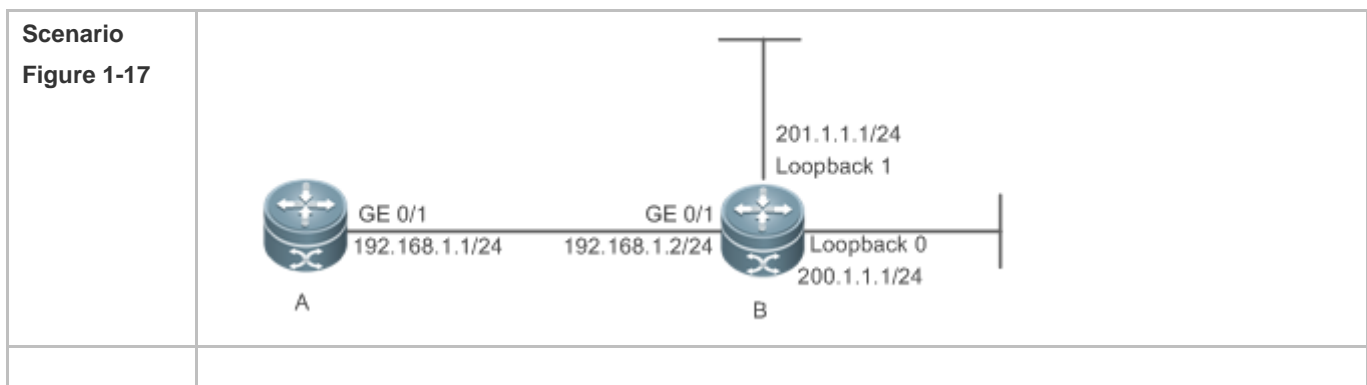 Scenario
Figure 1-17
201.1.1.1/24
Loopback 1
GE 0/1
GE 0/1
192.168.1.1/24
192.168.1.2/24
Loopback 0
200.1.1.1/24
A
B